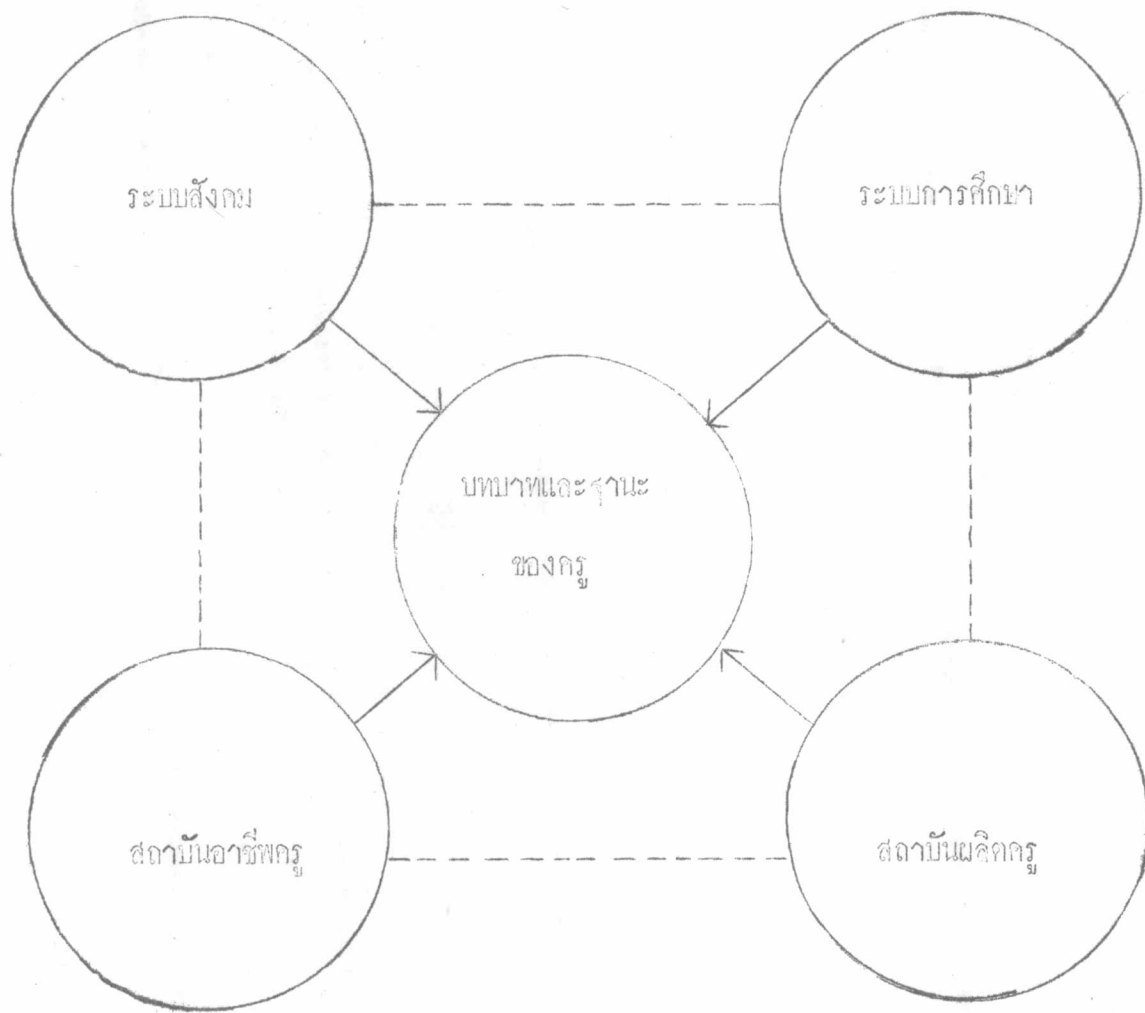 ระบบสังคม
ระบบการศึกษา
บทบาทและฐานะ
ของครู
สถาบันอาชีพครู
สถาบันผลิตครู